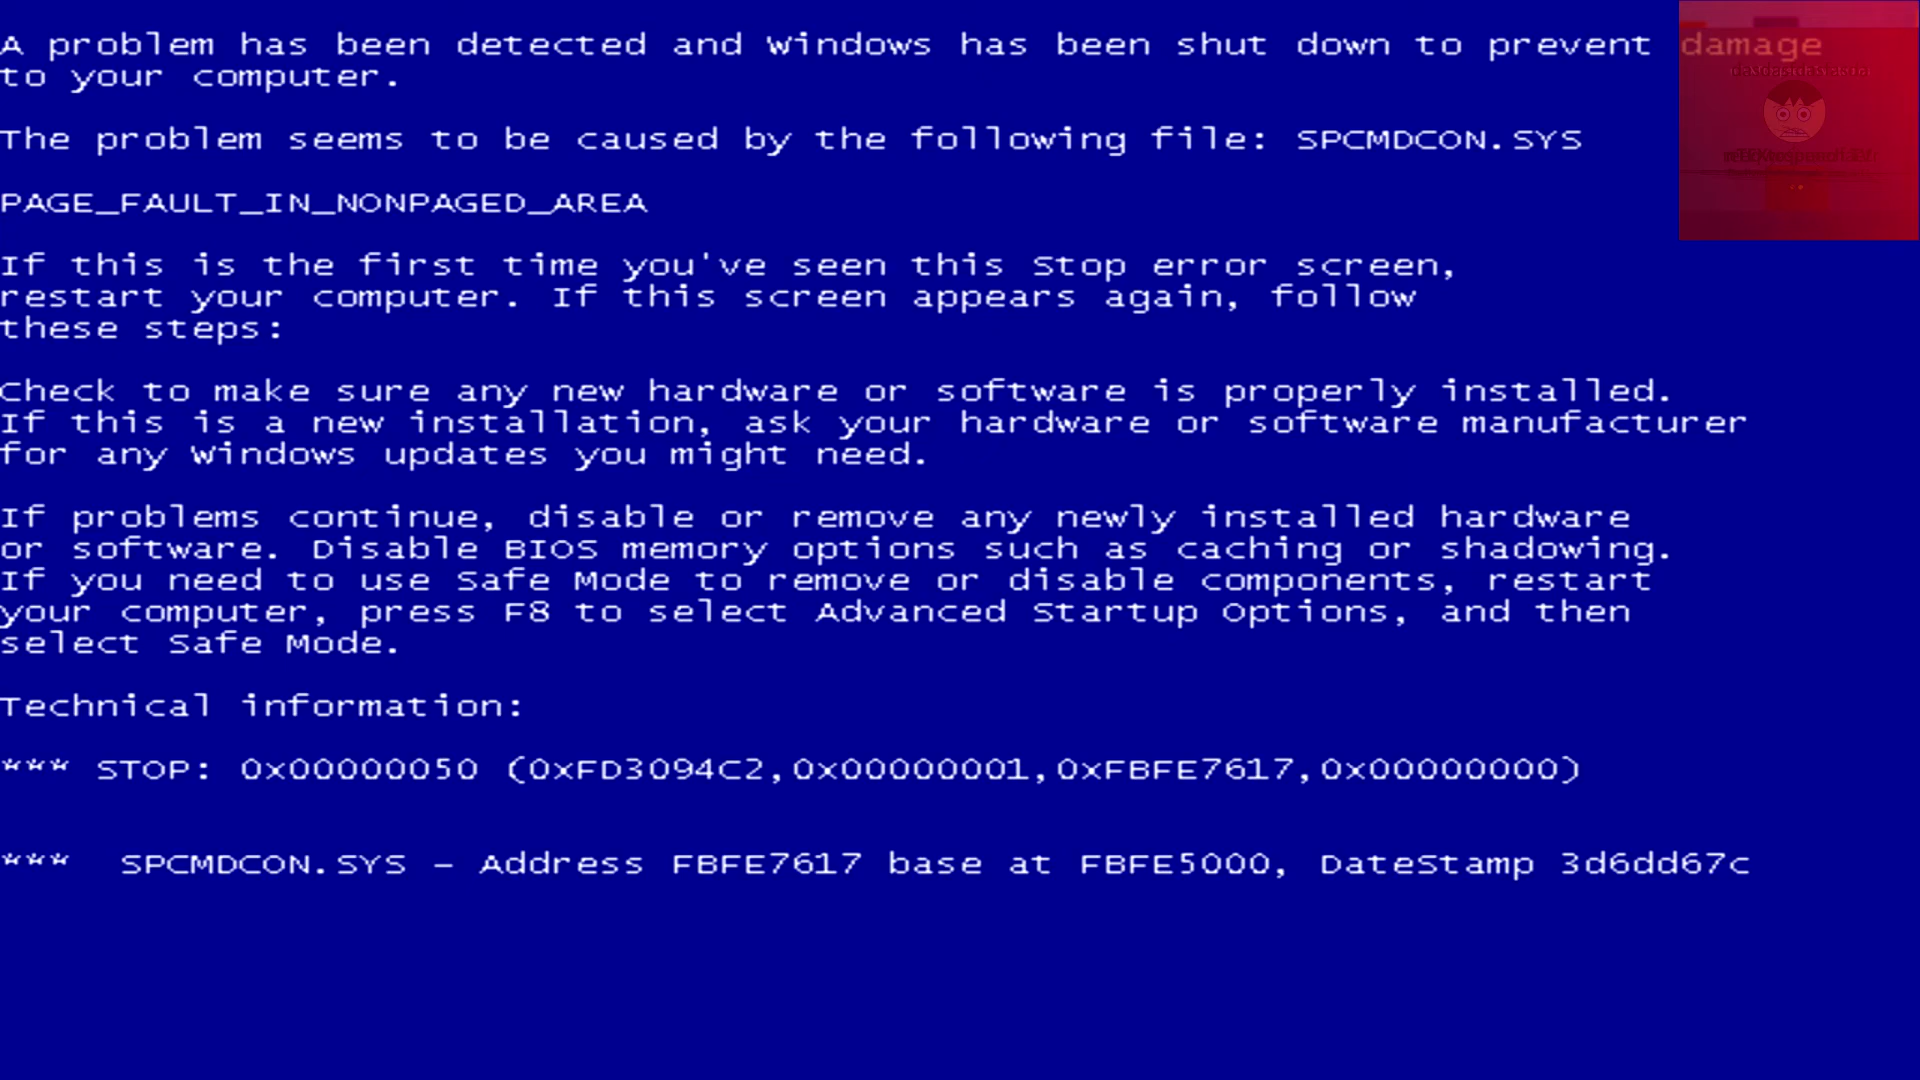 A problem has been detected and Windows has been shut down to prevent damage
to your computer.
The problem seems to be caused by the following file: SPCMDCON.SYS
PAGE_FAULT_IN_NONPAGED_AREA
If this is the first time you've seen this Stop error screen,
restart your computer. If this screen appears again, follow
these steps:
Check to make sure any new hardware or software is properly installed.
If this is a new installation, ask your hardware or software manufacturer
for any Windows updates you might need.
If problems continue, disable or remove any newly installed hardware
or software. Disable BIOS memory options such as caching or shadowing.
If you need to use Safe Mode to remove or disable components, restart
your computer, press F8 to select Advanced Startup Options, and then
select Safe Mode.
Technical information:
*** STOP: 0x00000050 (0xFD3094C2,0x00000001,0xFBFE7617,0x00000000)
*** SPCMDCON.SYS - Address FBFE7617 base at FBFE5000, DateStamp 3d6dd67c